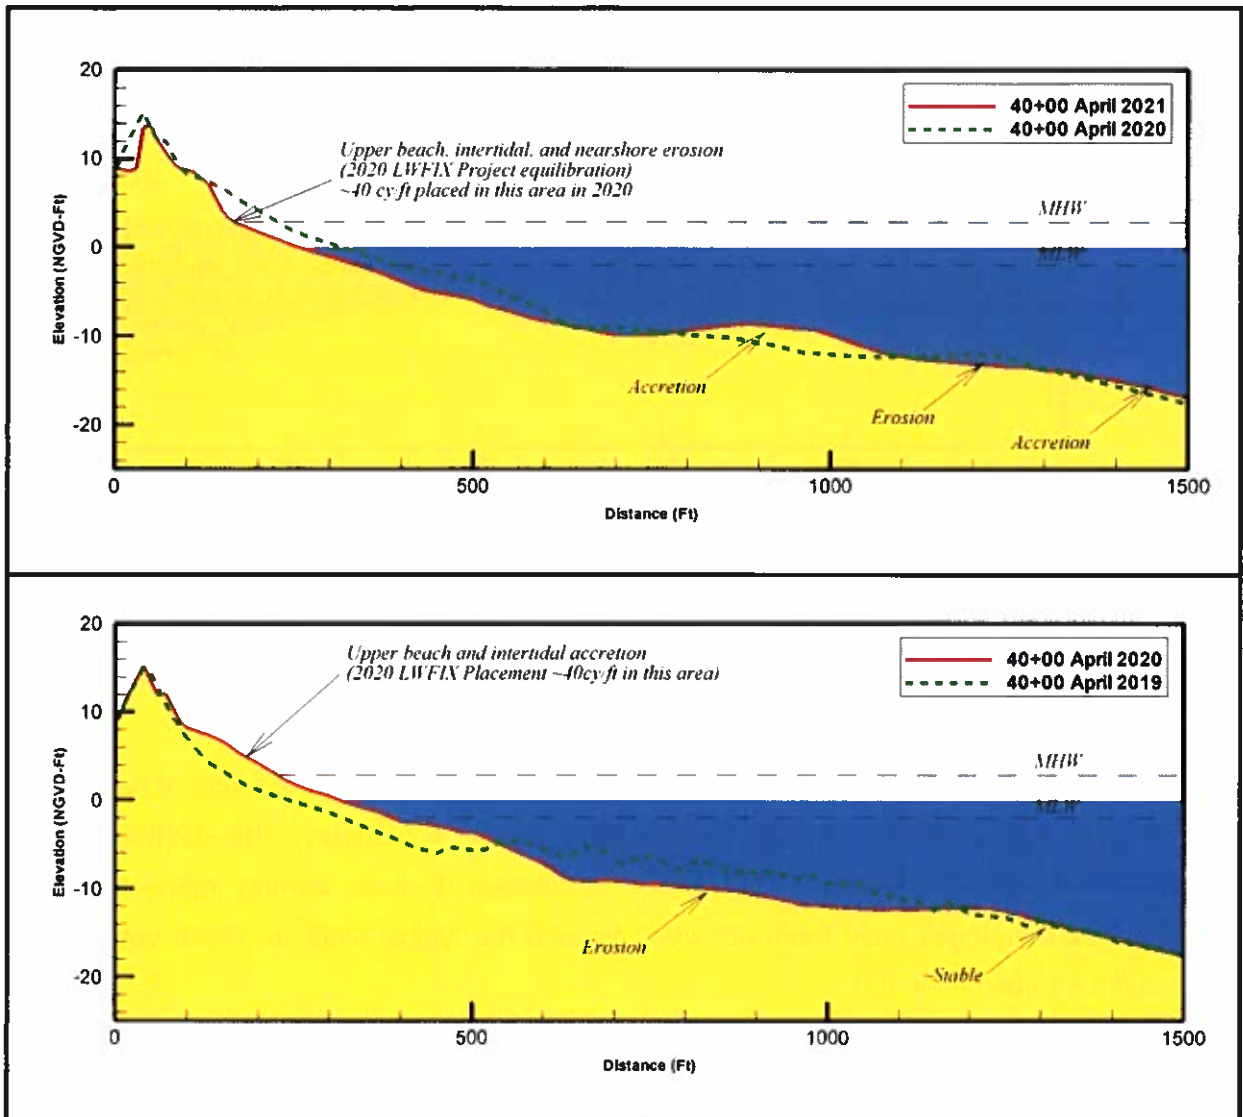 20
10
0
-10
-20
Elevation (NGVD-Ft)
40+00 April 2021
40+00 April 2020
Upper beach, intertidal, and nearshore erosion
(2020 LWFIX Project equilibration)
~40 cy/ft placed in this area in 2020
MHW
MLW
Accretion
Erosion
Accretion
0
500
1000
1500
Distance (Ft)
20
10
0
-10
-20
Elevation (NGVD-Ft)
40+00 April 2020
40+00 April 2019
Upper beach and intertidal accretion
(2020 LWFIX Placement ~40cy/ft in this area)
MHW
MLW
Erosion
~Stable
0
500
1000
1500
Distance (Ft)